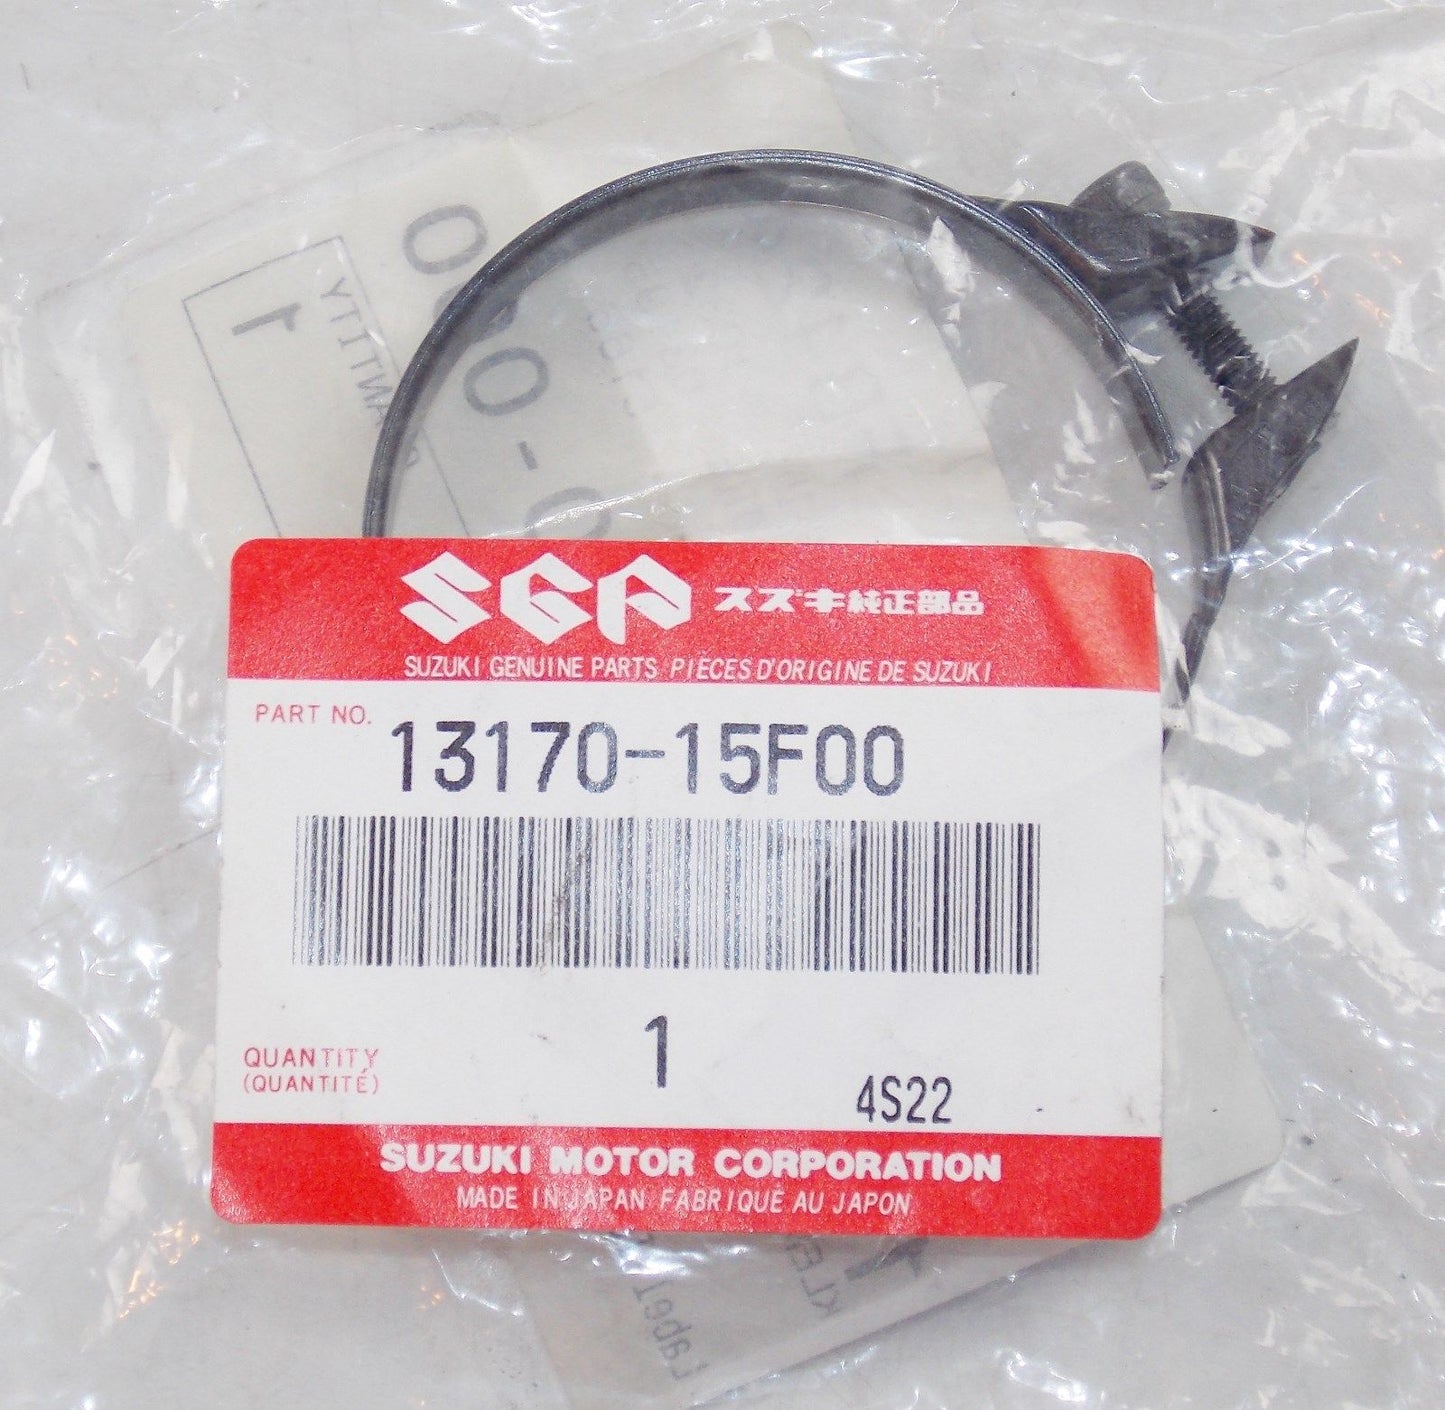 SGP スズキ純正部品
SUZUKI GENUINE PARTS PIECES D'ORIGINE DE SUZUKI
PART NO. 13170-15F00
1
QUANTITY
(QUANTITÉ)
4S22
SUZUKI MOTOR CORPORATION
MADE IN JAPAN FABRIQUÉ AU JAPON